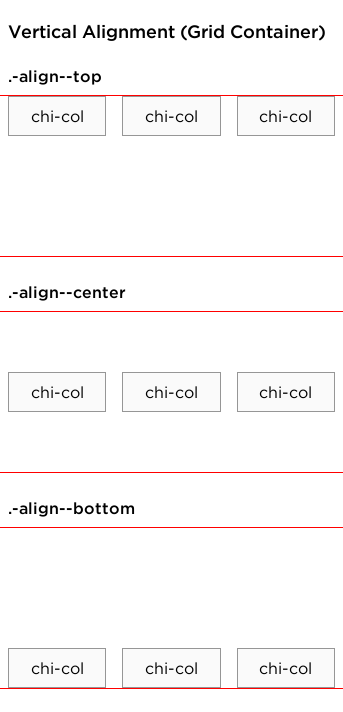 Vertical Alignment (Grid Container)
.-align--top
chi-col chi-col chi-col
.-align--center
chi-col chi-col chi-col
.-align--bottom
chi-col chi-col chi-col